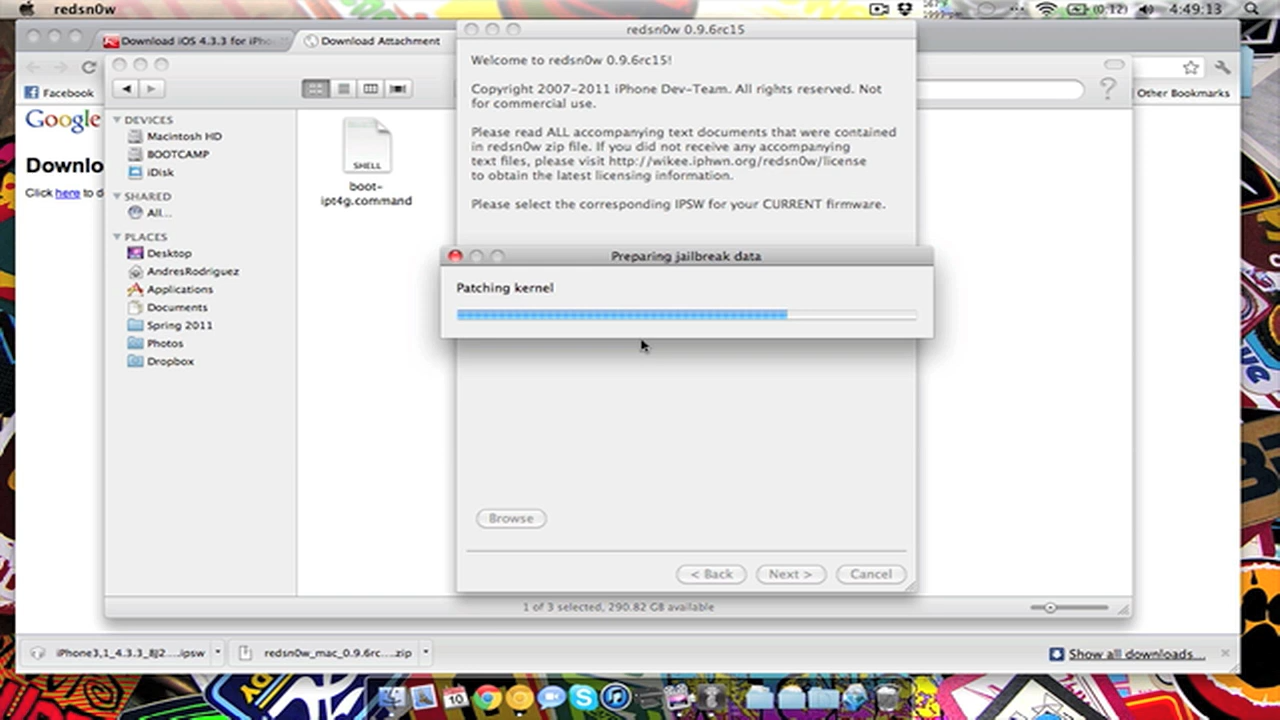 redsn0w
(0:12)
4:49:13
Download iOS 4.3.3 for iPho
Download Attachment
redsn0w 0.9.6rc15
Welcome to redsn0w 0.9.6rc15!
Copyright 2007-2011 iPhone Dev-Team. All rights reserved. Not
for commercial use.
Please read ALL accompanying text documents that were contained
in redsn0w zip file. If you did not receive any accompanying
text files, please visit http://wikee.iphwn.org/redsn0w/license
to obtain the latest licensing information.
Please select the corresponding IPSW for your CURRENT firmware.
Facebook
Other Bookmarks
Google
Downlo
Click here to d
DEVICES
Macintosh HD
BOOTCAMP
iDisk
SHARED
All...
PLACES
Desktop
AndresRodriguez
Applications
Documents
Spring 2011
Photos
Dropbox
SHELL
boot-
ipt4g.command
Preparing jailbreak data
Patching kernel
Browse
< Back
Next >
Cancel
1 of 3 selected, 290.82 GB available
iPhone3,1_4.3.3_8J2....ipsw
redsn0w_mac_0.9.6rc....zip
Show all downloads...
10